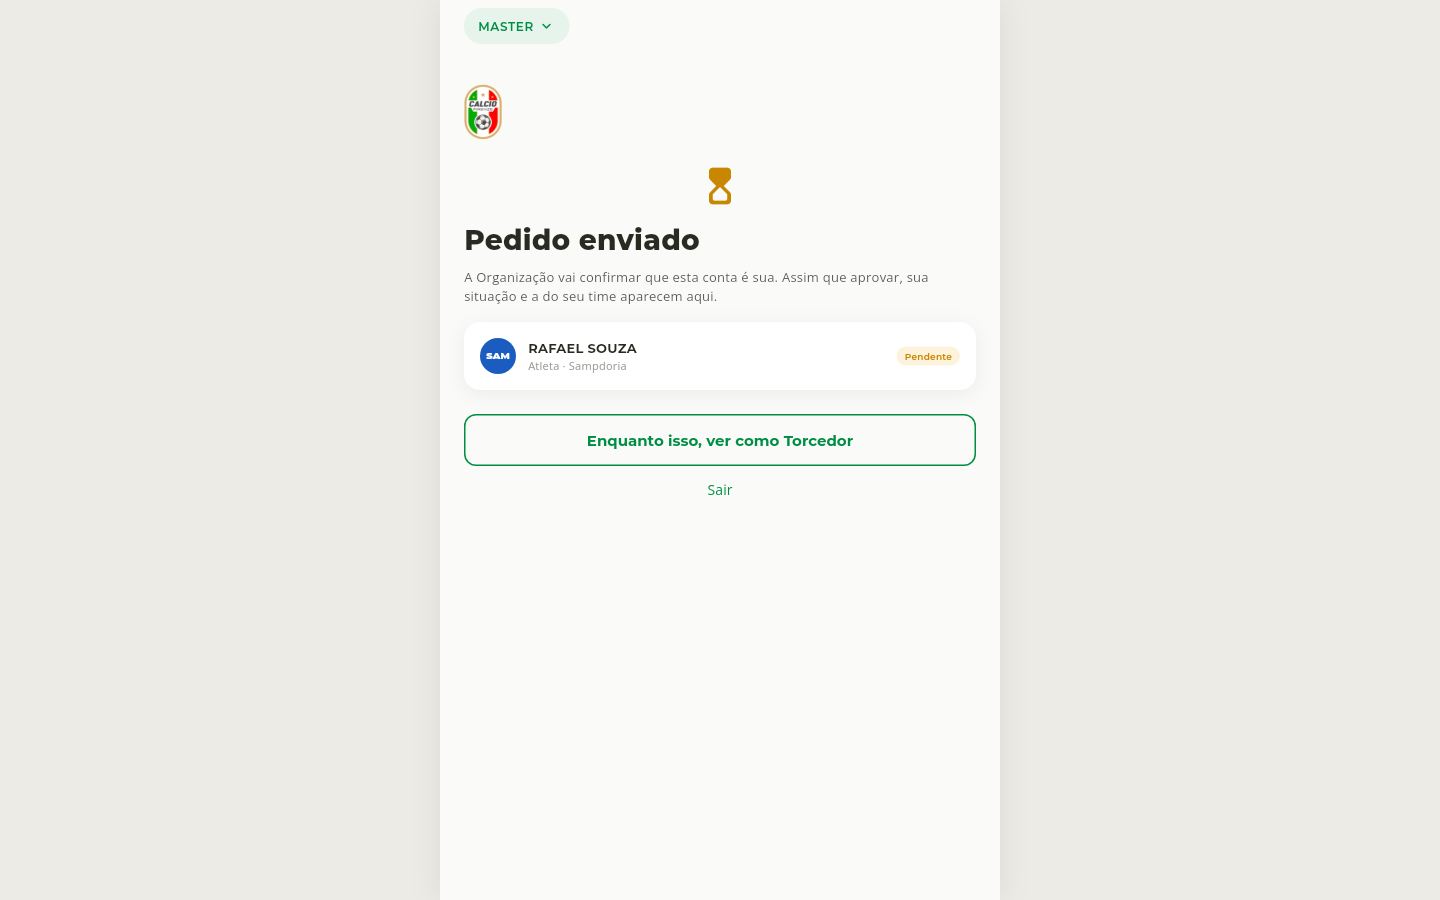 MASTER
CALCIO
Pedido enviado
A Organização vai confirmar que esta conta é sua. Assim que aprovar, sua
situação e a do seu time aparecem aqui.
SAM
RAFAEL SOUZA
Atleta · Sampdoria
Pendente
Enquanto isso, ver como Torcedor
Sair